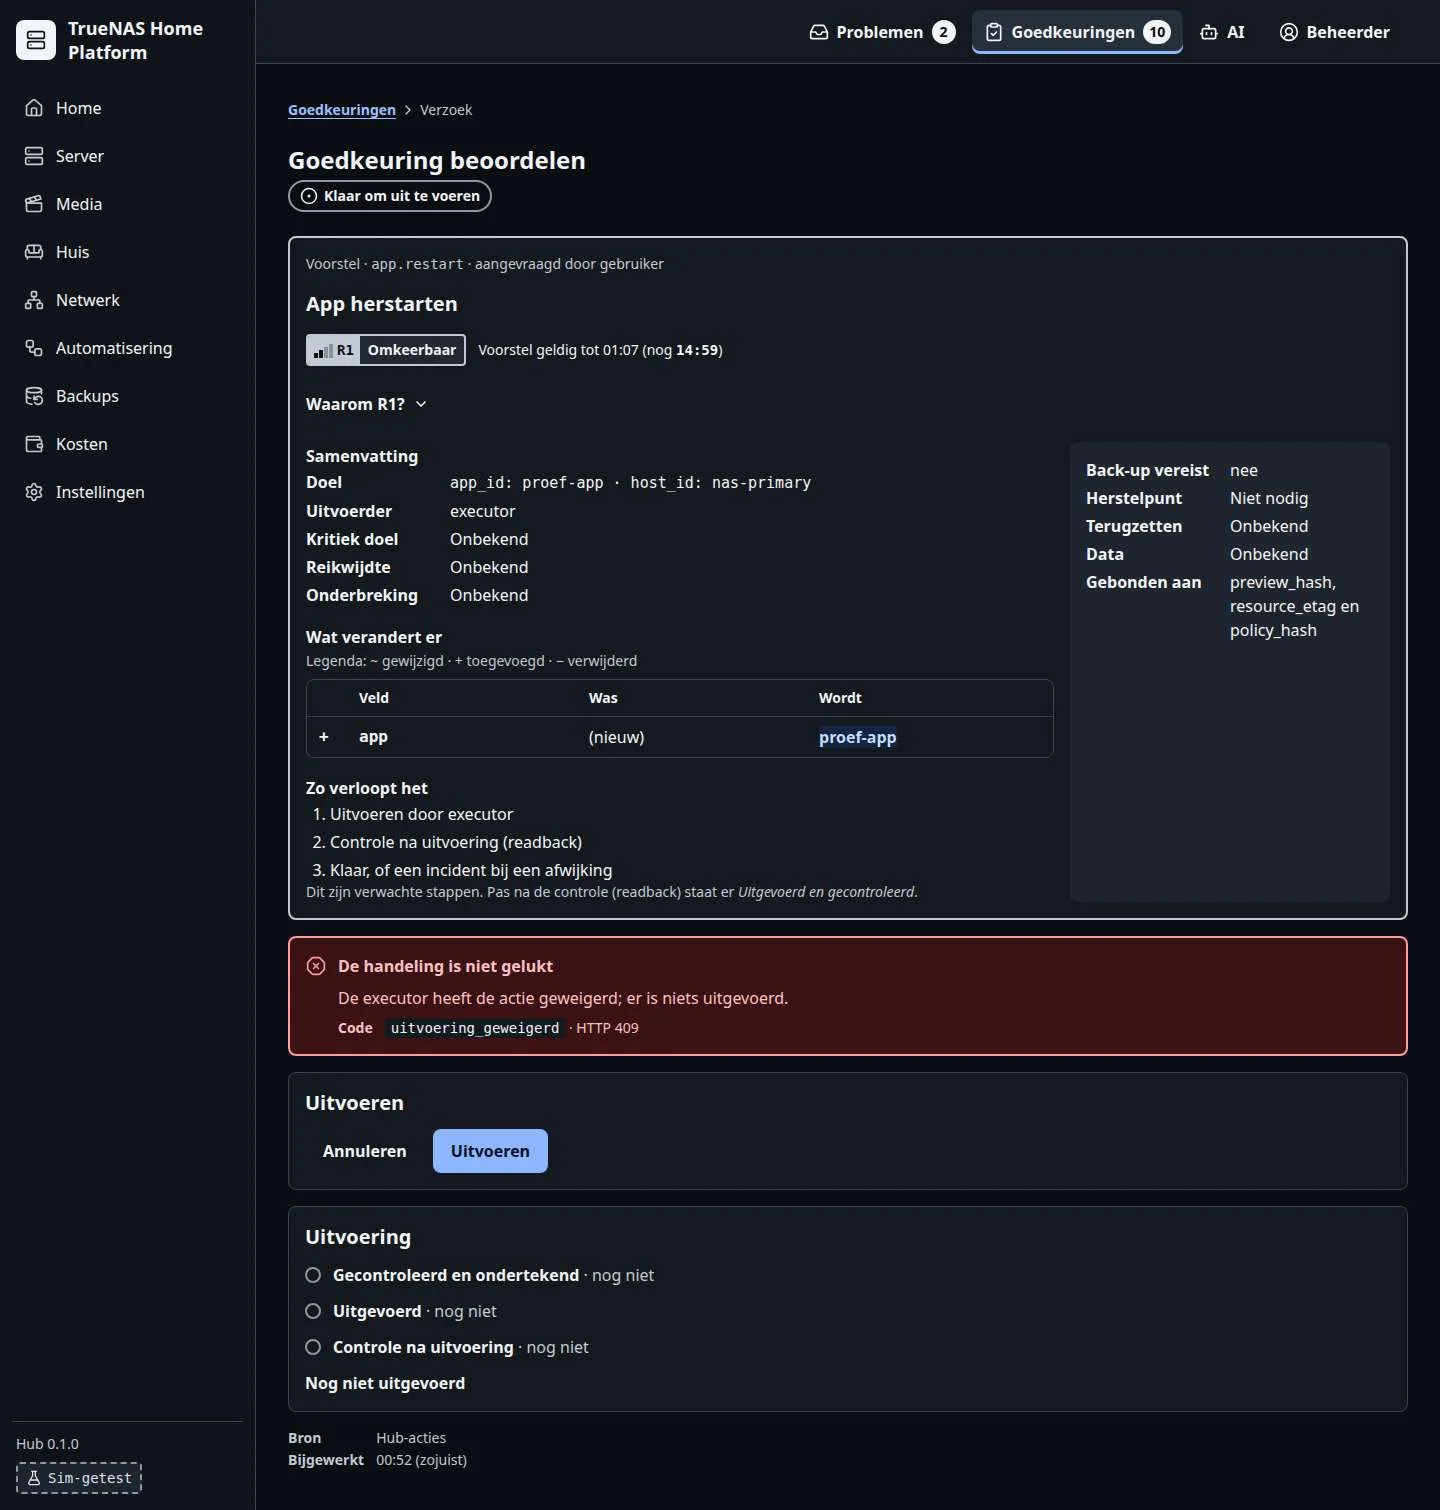 TrueNAS Home
Platform
Problemen 2
Goedkeuringen 10
AI
Beheerder
Home
Server
Media
Huis
Netwerk
Automatisering
Backups
Kosten
Instellingen
Goedkeuringen > Verzoek
Goedkeuring beoordelen
Klaar om uit te voeren
Voorstel · app.restart · aangevraagd door gebruiker
App herstarten
R1 Omkeerbaar Voorstel geldig tot 01:07 (nog 14:59)
Waarom R1?
Samenvatting
Doel app_id: proef-app · host_id: nas-primary
Uitvoerder executor
Kritiek doel Onbekend
Reikwijdte Onbekend
Onderbreking Onbekend
Back-up vereist nee
Herstelpunt Niet nodig
Terugzetten Onbekend
Data Onbekend
Gebonden aan preview_hash,
resource_etag en
policy_hash
Wat verandert er
Legenda: ~ gewijzigd · + toegevoegd · − verwijderd
Veld Was Wordt
+ app (nieuw) proef-app
Zo verloopt het
1. Uitvoeren door executor
2. Controle na uitvoering (readback)
3. Klaar, of een incident bij een afwijking
Dit zijn verwachte stappen. Pas na de controle (readback) staat er Uitgevoerd en gecontroleerd.
De handeling is niet gelukt
De executor heeft de actie geweigerd; er is niets uitgevoerd.
Code uitvoering_geweigerd · HTTP 409
Uitvoeren
Annuleren Uitvoeren
Uitvoering
Gecontroleerd en ondertekend · nog niet
Uitgevoerd · nog niet
Controle na uitvoering · nog niet
Nog niet uitgevoerd
Bron Hub-acties
Bijgewerkt 00:52 (zojuist)
Hub 0.1.0
Sim-getest